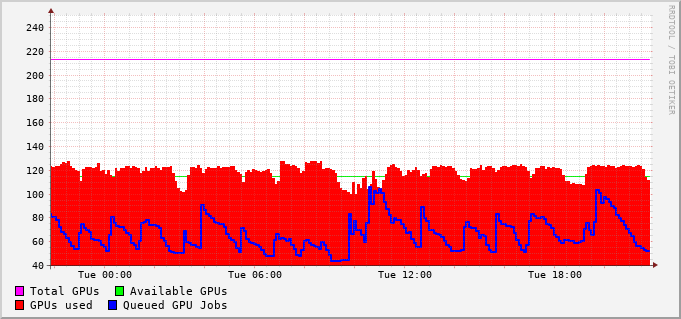 240
220
200
180
160
140
120
100
80
60
40
Tue 00:00 Tue 06:00 Tue 12:00 Tue 18:00
Total GPUs Available GPUs
GPUs used Queued GPU Jobs
RRDTOOL / TOBI OETIKER